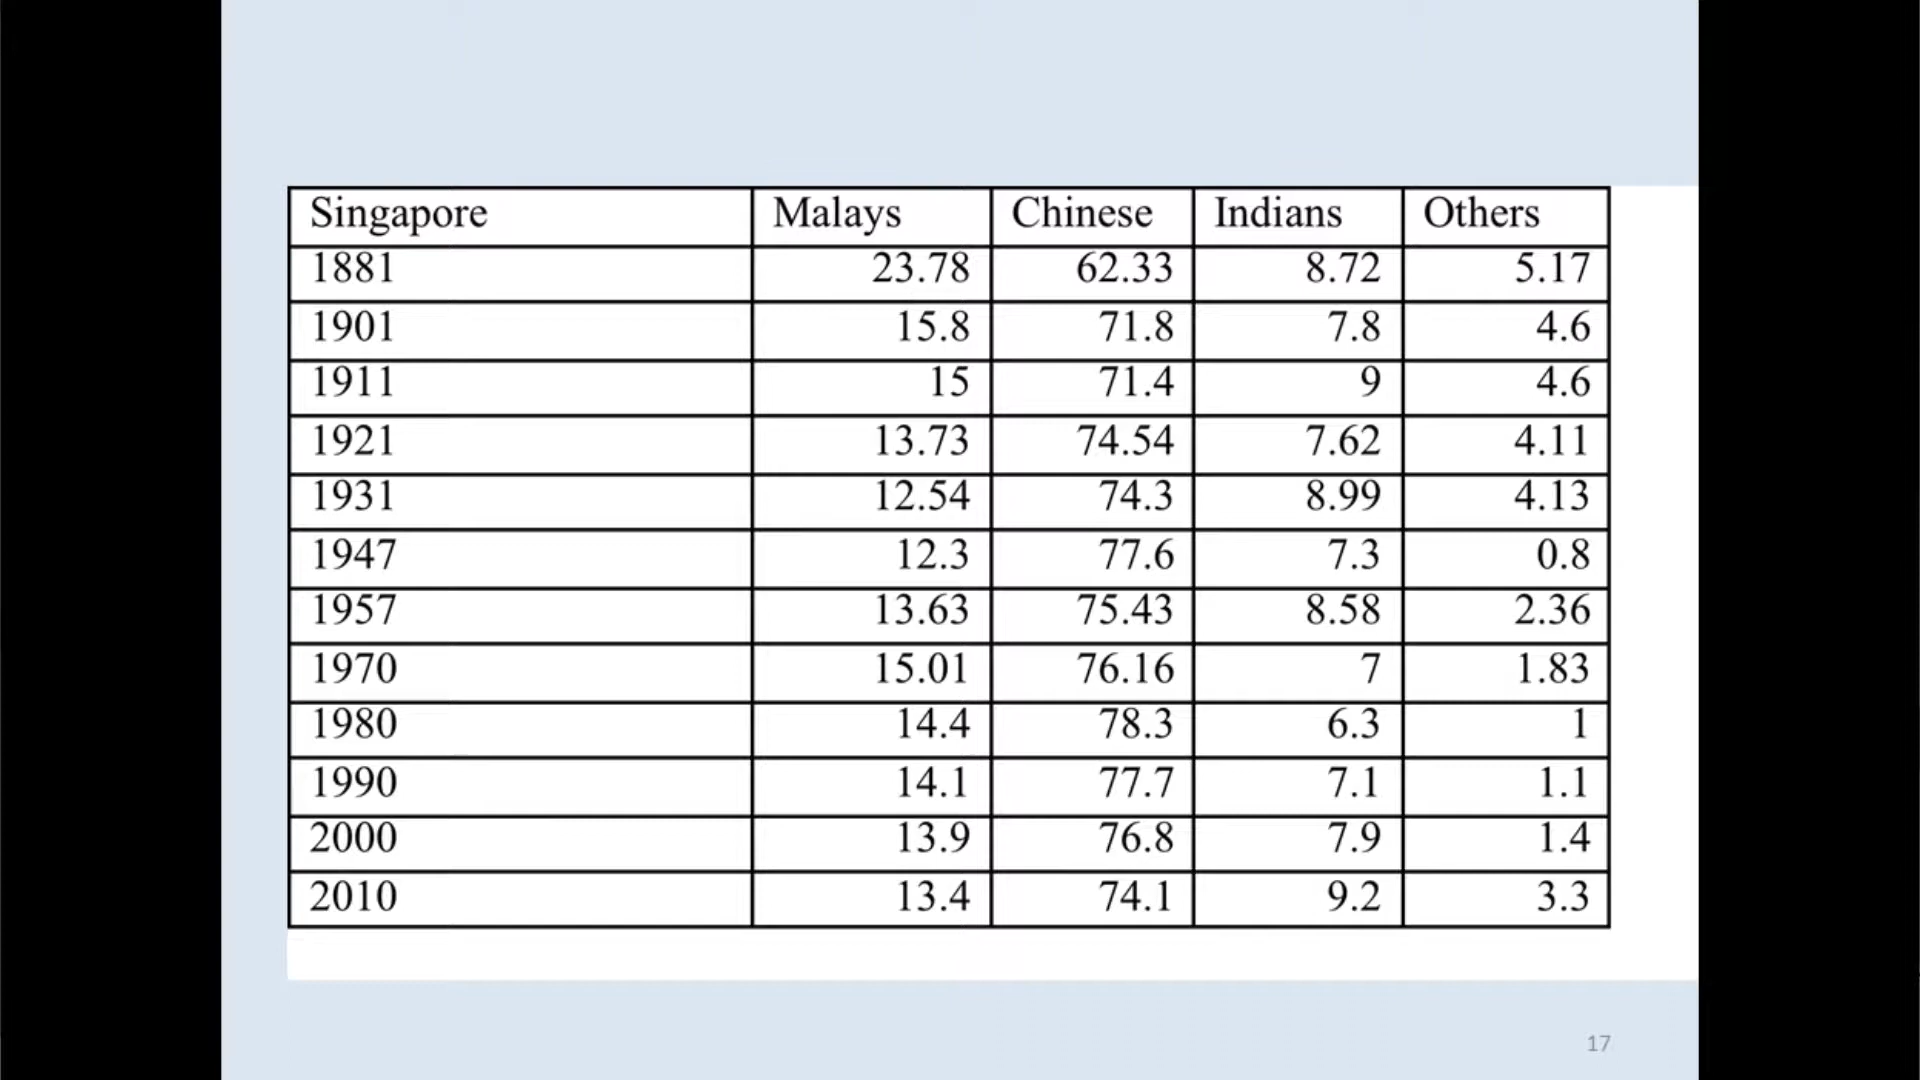 Singapore Malays Chinese Indians Others
1881 23.78 62.33 8.72 5.17
1901 15.8 71.8 7.8 4.6
1911 15 71.4 9 4.6
1921 13.73 74.54 7.62 4.11
1931 12.54 74.3 8.99 4.13
1947 12.3 77.6 7.3 0.8
1957 13.63 75.43 8.58 2.36
1970 15.01 76.16 7 1.83
1980 14.4 78.3 6.3 1
1990 14.1 77.7 7.1 1.1
2000 13.9 76.8 7.9 1.4
2010 13.4 74.1 9.2 3.3
17